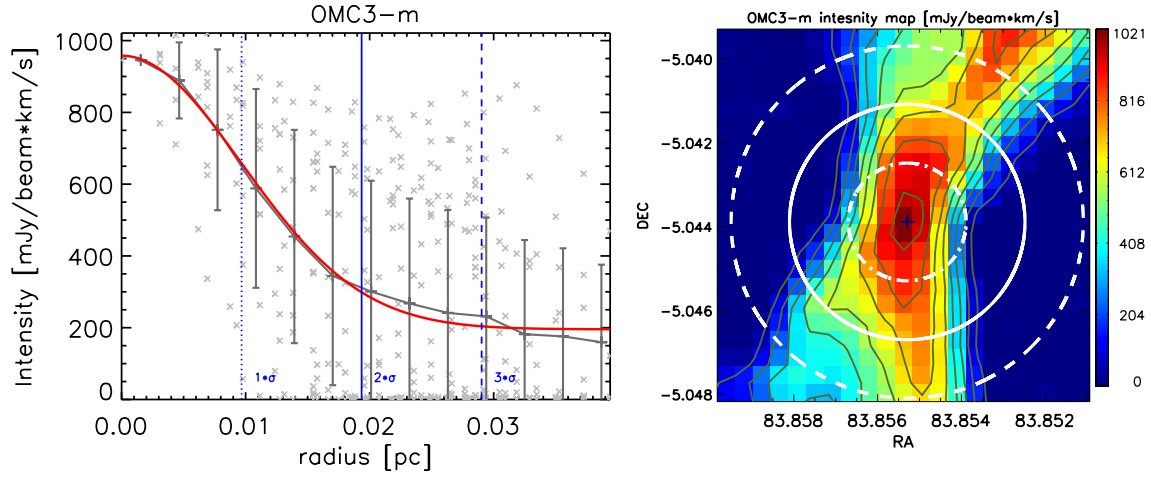 OMC3-m
Intensity [mJy/beam*km/s]
1000
800
600
400
200
0
1•σ
2•σ
3•σ
0.00
0.01
0.02
0.03
radius [pc]
OMC3-m intesnity map [mJy/beam*km/s]
DEC
-5.040
-5.042
-5.044
-5.046
-5.048
83.858
83.856
83.854
83.852
RA
1021
816
612
408
204
0